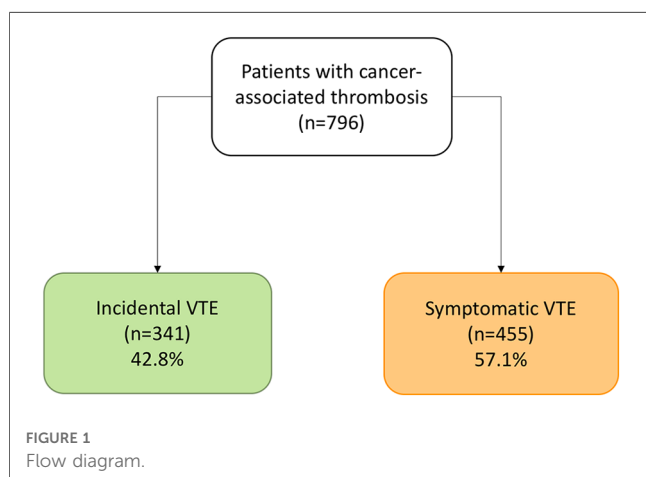 Patients with cancer-
associated thrombosis
(n=796)
Incidental VTE
(n=341)
42.8%
Symptomatic VTE
(n=455)
57.1%
FIGURE 1
Flow diagram.